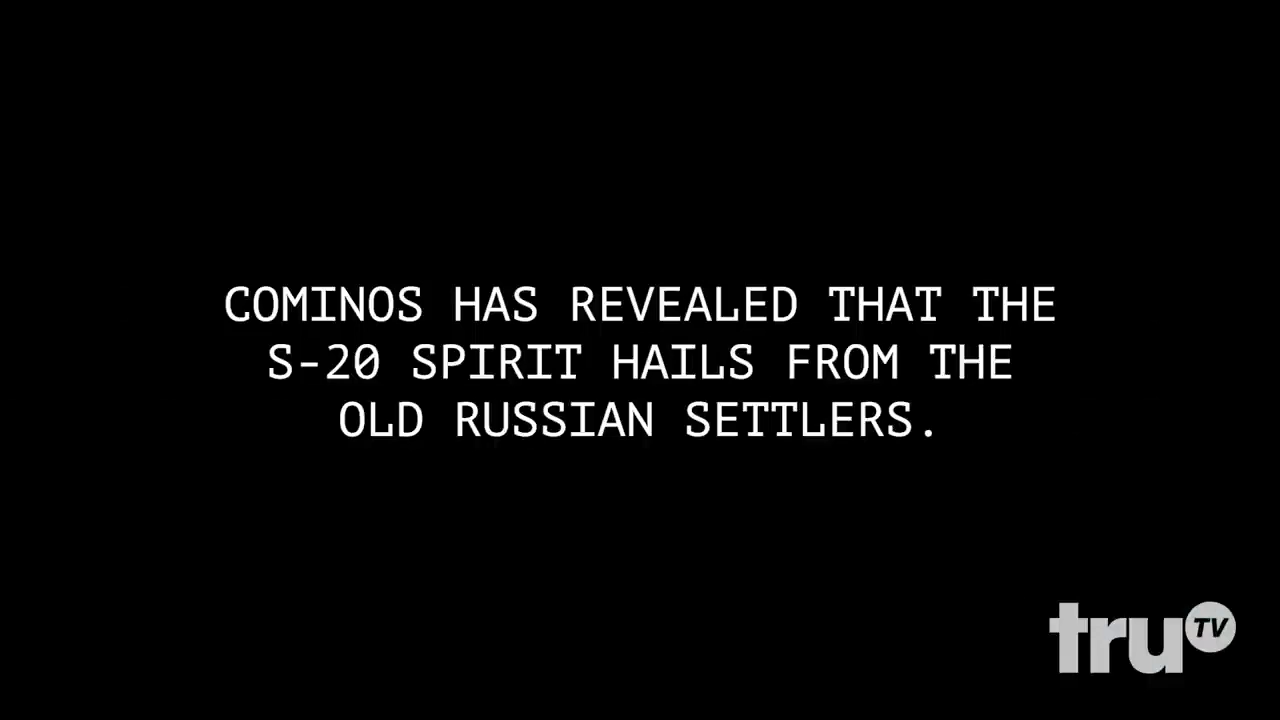 COMINOS HAS REVEALED THAT THE
S-20 SPIRIT HAILS FROM THE
OLD RUSSIAN SETTLERS.
truTV